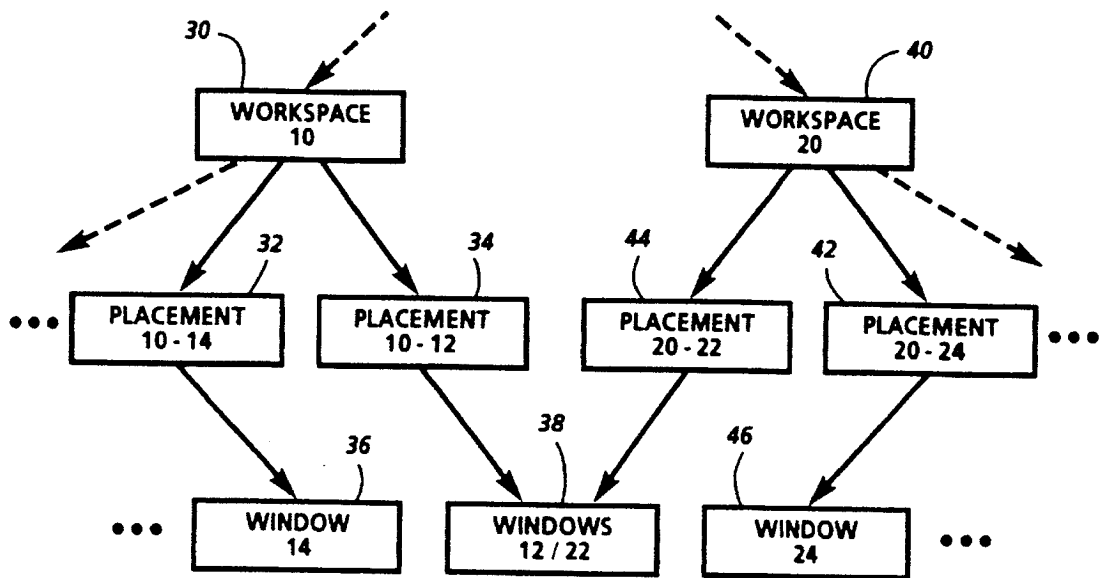 30
40
WORKSPACE
10
WORKSPACE
20
32
34
44
42
PLACEMENT
10 - 14
PLACEMENT
10 - 12
PLACEMENT
20 - 22
PLACEMENT
20 - 24
36
38
46
WINDOW
14
WINDOWS
12 / 22
WINDOW
24